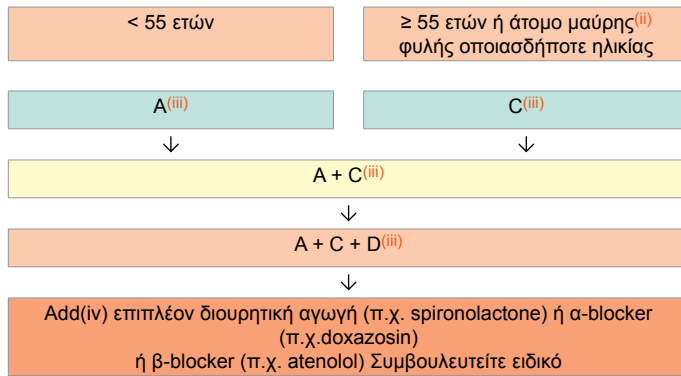 < 55 ετών
≥ 55 ετών ή άτομο μαύρης(ii)
φυλής οποιασδήποτε ηλικίας
A(iii)
C(iii)
A + C(iii)
A + C + D(iii)
Add(iv) επιπλέον διουρητική αγωγή (π.χ. spironolactone) ή α-blocker
(π.χ.doxazosin)
ή β-blocker (π.χ. atenolol) Συμβουλευτείτε ειδικό